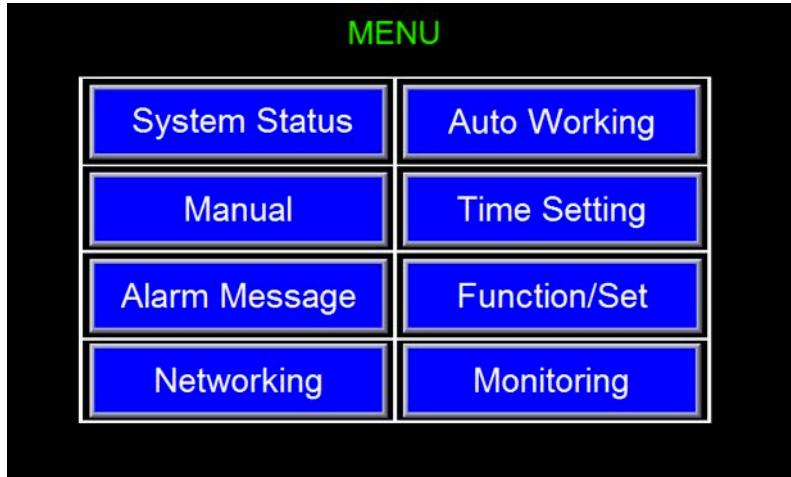 MENU
System Status
Auto Working
Manual
Time Setting
Alarm Message
Function/Set
Networking
Monitoring